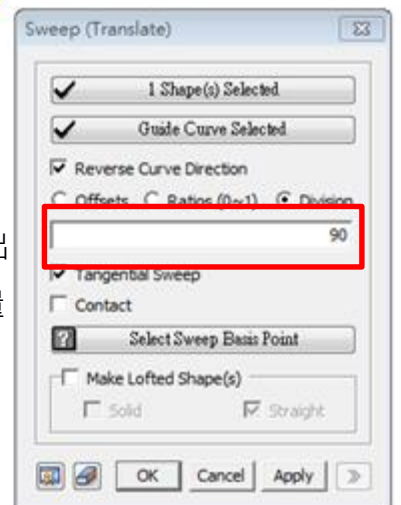 Sweep (Translate)
1 Shape(s) Selected
Guide Curve Selected
Reverse Curve Direction
Offsets Ratios (0~1) Division
90
Tangential Sweep
Contact
Select Sweep Basis Point
Make Lofted Shape(s)
Solid Straight
OK Cancel Apply >>